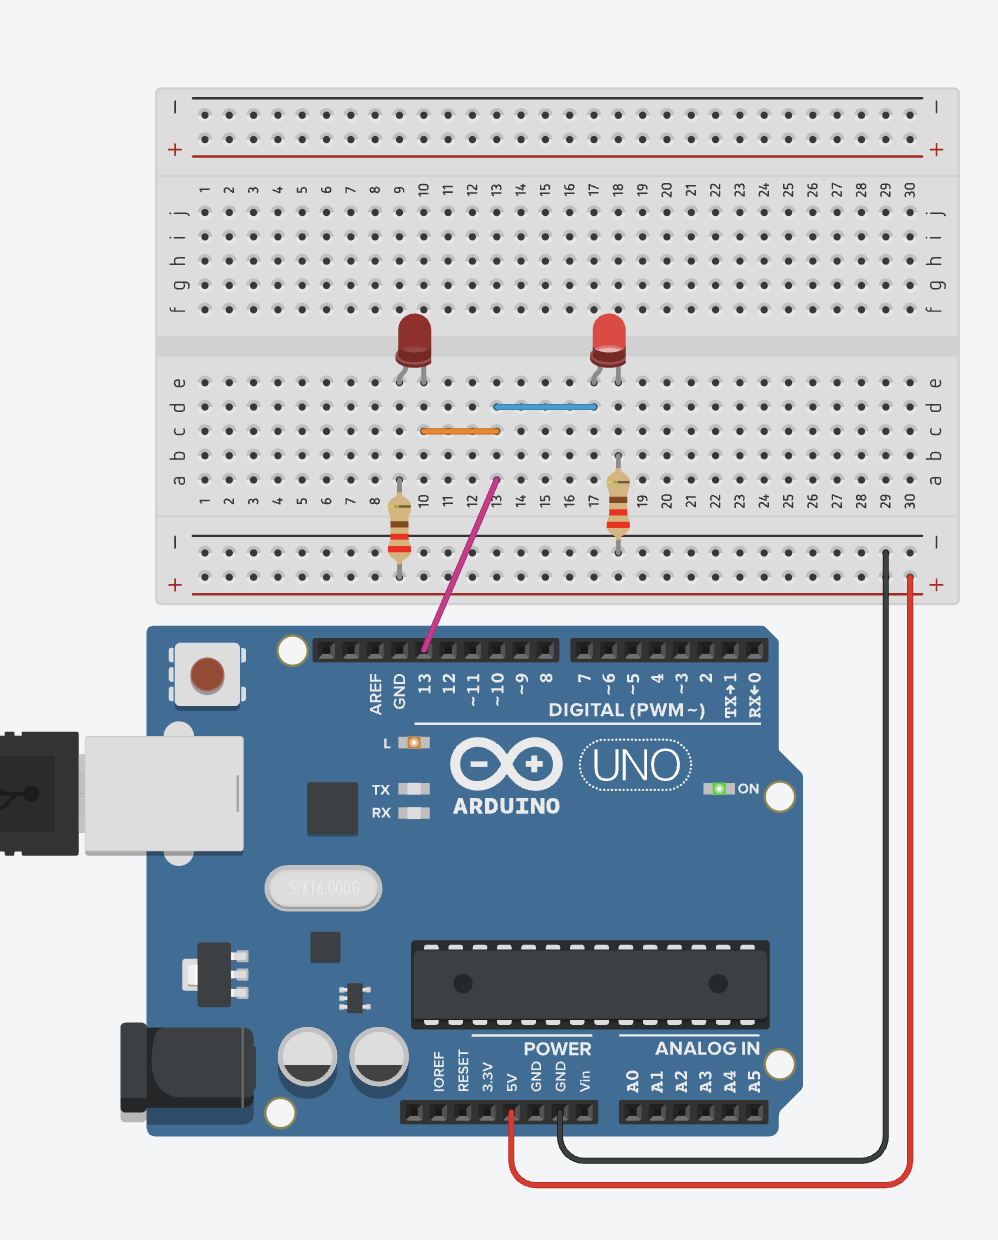 − −
+ +
1 2 3 4 5 6 7 8 9 10 11 12 13 14 15 16 17 18 19 20 21 22 23 24 25 26 27 28 29 30
j j
i i
h h
g g
f f
e e
d d
c c
b b
a a
1 2 3 4 5 6 7 8 9 10 11 12 13 14 15 16 17 18 19 20 21 22 23 24 25 26 27 28 29 30
− −
+ +
AREF GND 13 12 ~11 ~10 ~9 8 7 ~6 ~5 4 ~3 2 TX→1 RX←0
DIGITAL (PWM~)
L
TX
RX
− +
ARDUINO
UNO
ON
SPK16.000G
POWER
ANALOG IN
IOREF RESET 3.3V 5V GND GND Vin A0 A1 A2 A3 A4 A5